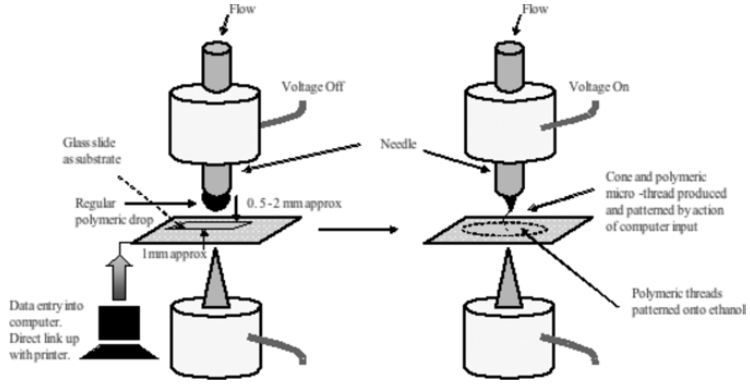 Flow
Voltage Off
Glass slide
as substrate
Needle
Regular
polymeric drop
0.5-2 mm approx
1mm approx
Data entry into
computer.
Direct link up
with printer.
Flow
Voltage On
Cone and polymeric
micro -thread produced
and patterned by action
of computer input
Polymeric threads
patterned onto ethanol